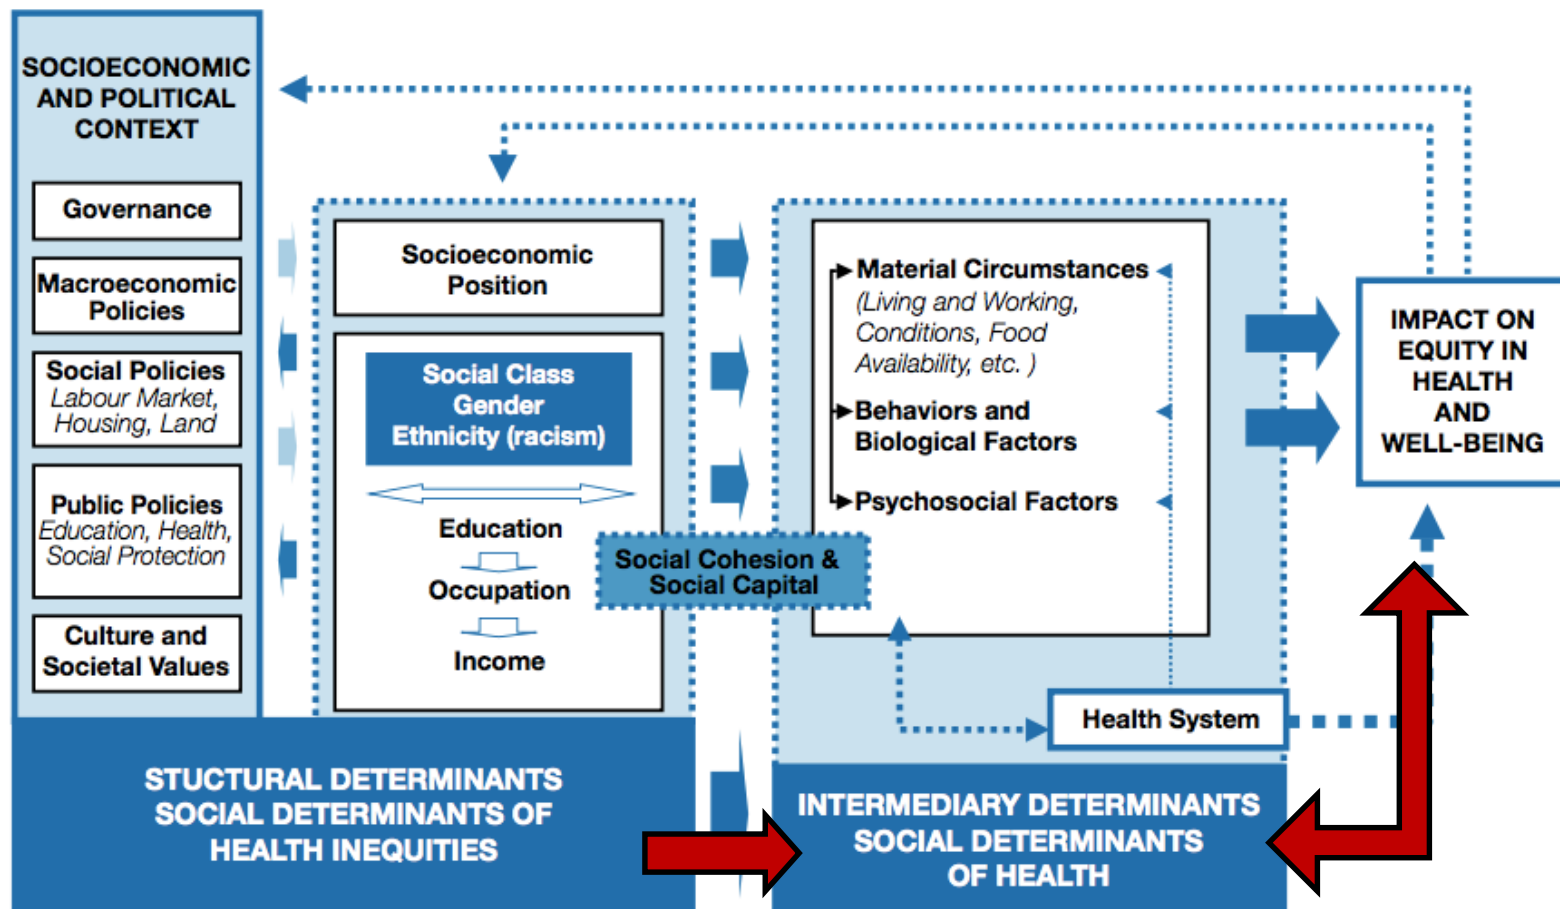 SOCIOECONOMIC
AND POLITICAL
CONTEXT
Governance
Macroeconomic
Policies
Social Policies
Labour Market,
Housing, Land
Public Policies
Education, Health,
Social Protection
Culture and
Societal Values
Socioeconomic
Position
Social Class
Gender
Ethnicity (racism)
Education
Occupation
Income
Social Cohesion &
Social Capital
Material Circumstances
(Living and Working,
Conditions, Food
Availability, etc. )
Behaviors and
Biological Factors
Psychosocial Factors
Health System
IMPACT ON
EQUITY IN
HEALTH
AND
WELL-BEING
STUCTURAL DETERMINANTS
SOCIAL DETERMINANTS OF
HEALTH INEQUITIES
INTERMEDIARY DETERMINANTS
SOCIAL DETERMINANTS
OF HEALTH